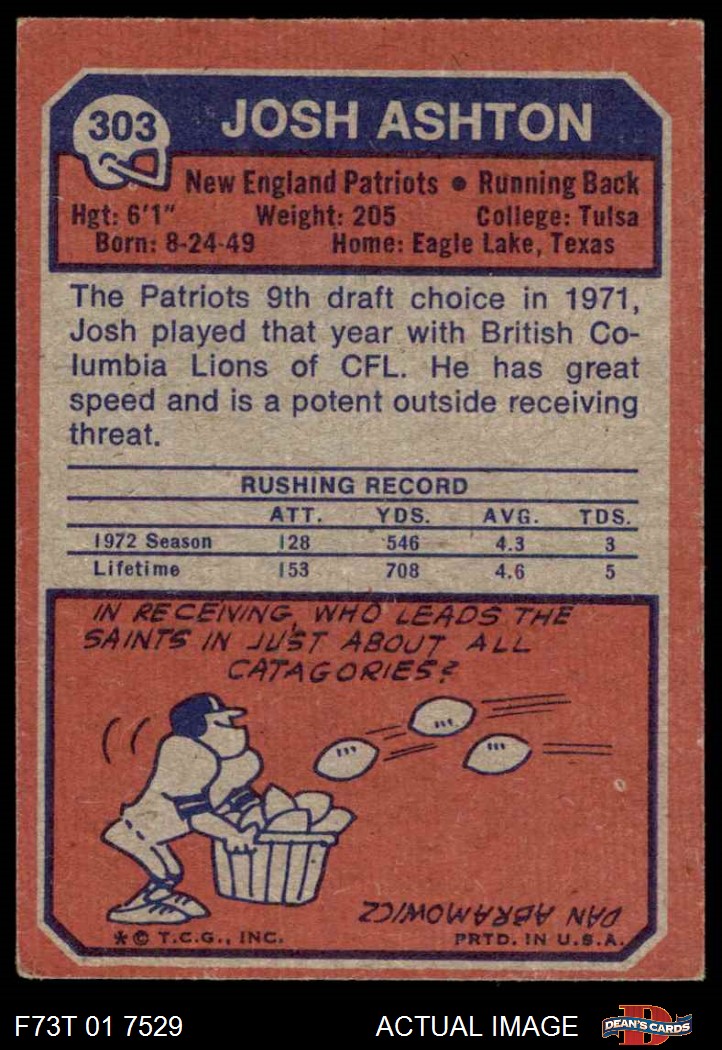 303
JOSH ASHTON
New England Patriots • Running Back
Hgt: 6'1" Weight: 205 College: Tulsa
Born: 8-24-49 Home: Eagle Lake, Texas
The Patriots 9th draft choice in 1971,
Josh played that year with British Co-
lumbia Lions of CFL. He has great
speed and is a potent outside receiving
threat.
RUSHING RECORD
ATT. YDS. AVG. TDS.
1972 Season 128 546 4.3 3
Lifetime 153 708 4.6 5
IN RECEIVING, WHO LEADS THE
SAINTS IN JUST ABOUT ALL
CATAGORIES?
DAN ABRAMOWICZ
* © T.C.G., INC. PRTD. IN U.S.A.
F73T 01 7529 ACTUAL IMAGE
D
DEAN'S CARDS